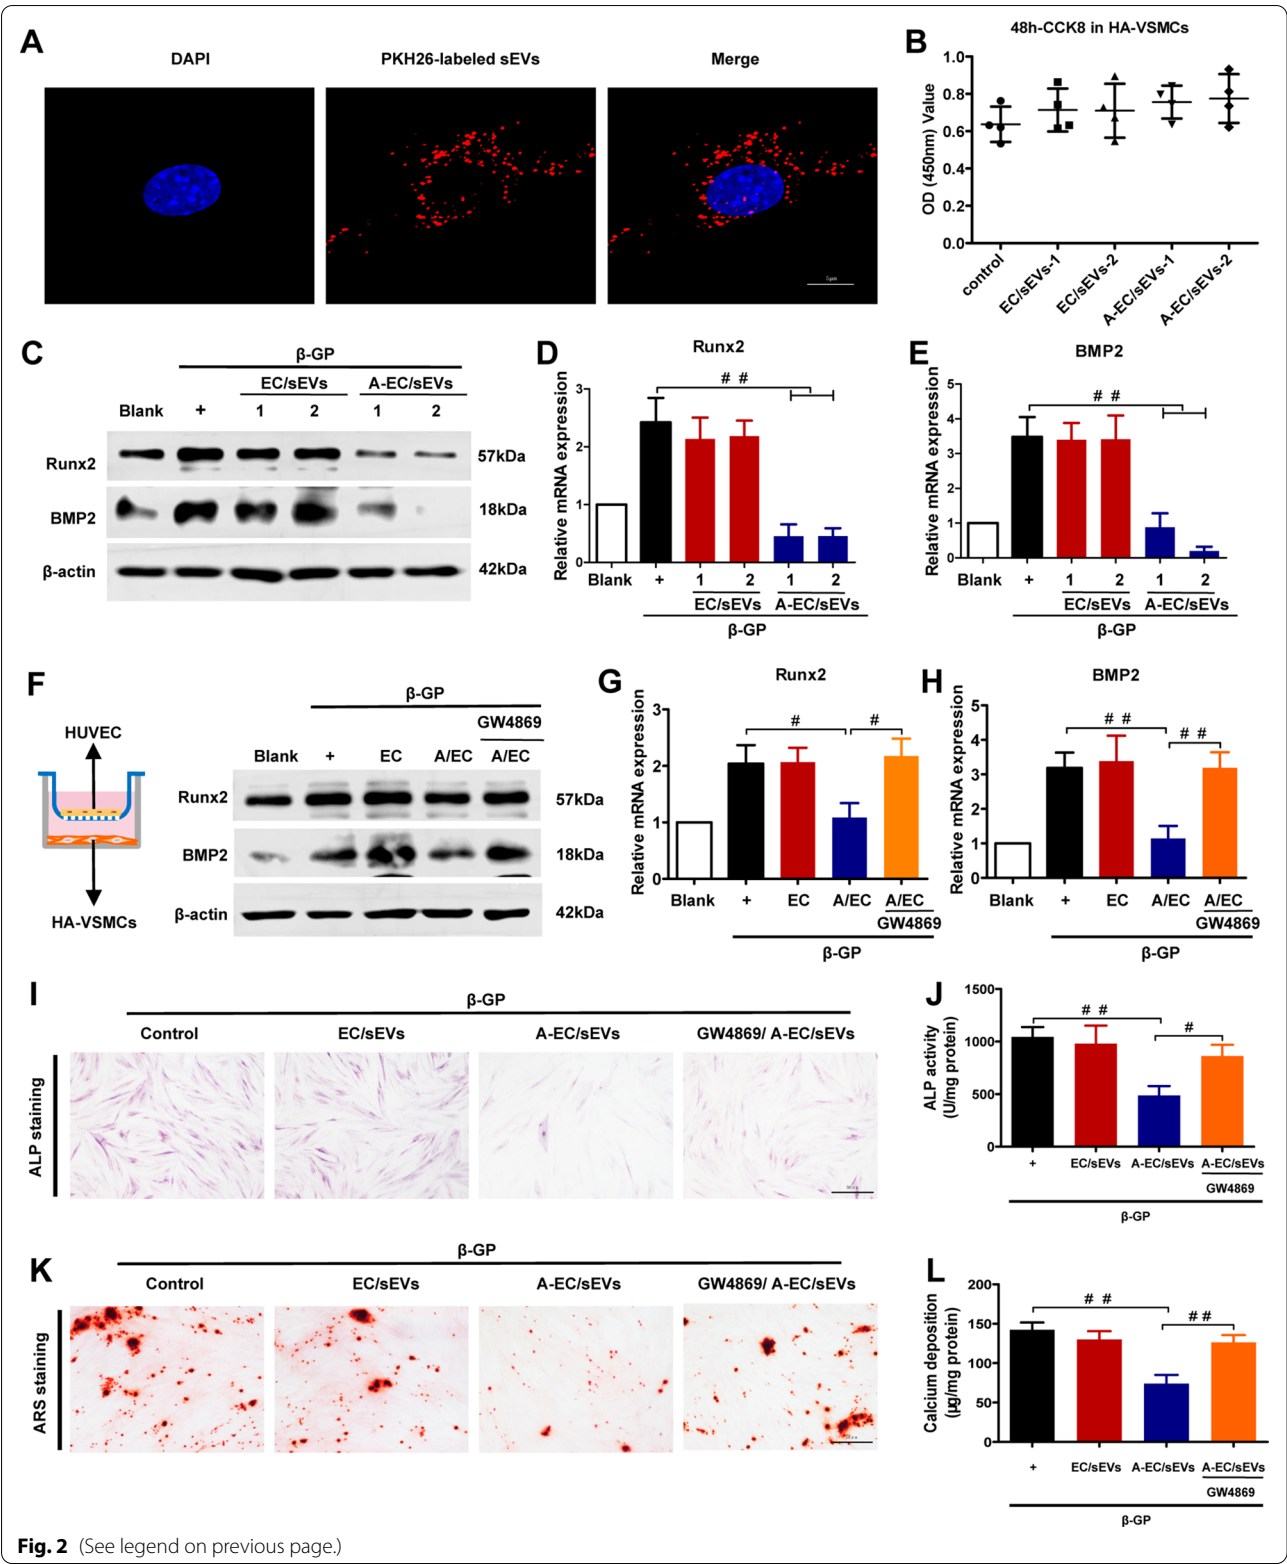 A
DAPI
PKH26-labeled sEVs
Merge
5μm
B
48h-CCK8 in HA-VSMCs
OD (450nm) Value
1.0
0.8
0.6
0.4
0.2
0.0
control
EC/sEVs-1
EC/sEVs-2
A-EC/sEVs-1
A-EC/sEVs-2
C
β-GP
EC/sEVs A-EC/sEVs
Blank + 1 2 1 2
Runx2 57kDa
BMP2 18kDa
β-actin 42kDa
D
Runx2
Relative mRNA expression
3
2
1
0
# #
Blank + 1 2 1 2
EC/sEVs A-EC/sEVs
β-GP
E
BMP2
Relative mRNA expression
5
4
3
2
1
0
# #
Blank + 1 2 1 2
EC/sEVs A-EC/sEVs
β-GP
F
HUVEC
HA-VSMCs
β-GP
GW4869
Blank + EC A/EC A/EC
Runx2 57kDa
BMP2 18kDa
β-actin 42kDa
G
Runx2
Relative mRNA expression
3
2
1
0
# #
Blank + EC A/EC A/EC
GW4869
β-GP
H
BMP2
Relative mRNA expression
5
4
3
2
1
0
# # # #
Blank + EC A/EC A/EC
GW4869
β-GP
I
β-GP
Control EC/sEVs A-EC/sEVs GW4869/ A-EC/sEVs
ALP staining
J
ALP activity
(U/mg protein)
1500
1000
500
0
# # #
+ EC/sEVs A-EC/sEVs A-EC/sEVs
GW4869
β-GP
K
β-GP
Control EC/sEVs A-EC/sEVs GW4869/ A-EC/sEVs
ARS staining
L
Calcium deposition
(μg/mg protein)
200
150
100
50
0
# # # #
+ EC/sEVs A-EC/sEVs A-EC/sEVs
GW4869
β-GP
Fig. 2 (See legend on previous page.)